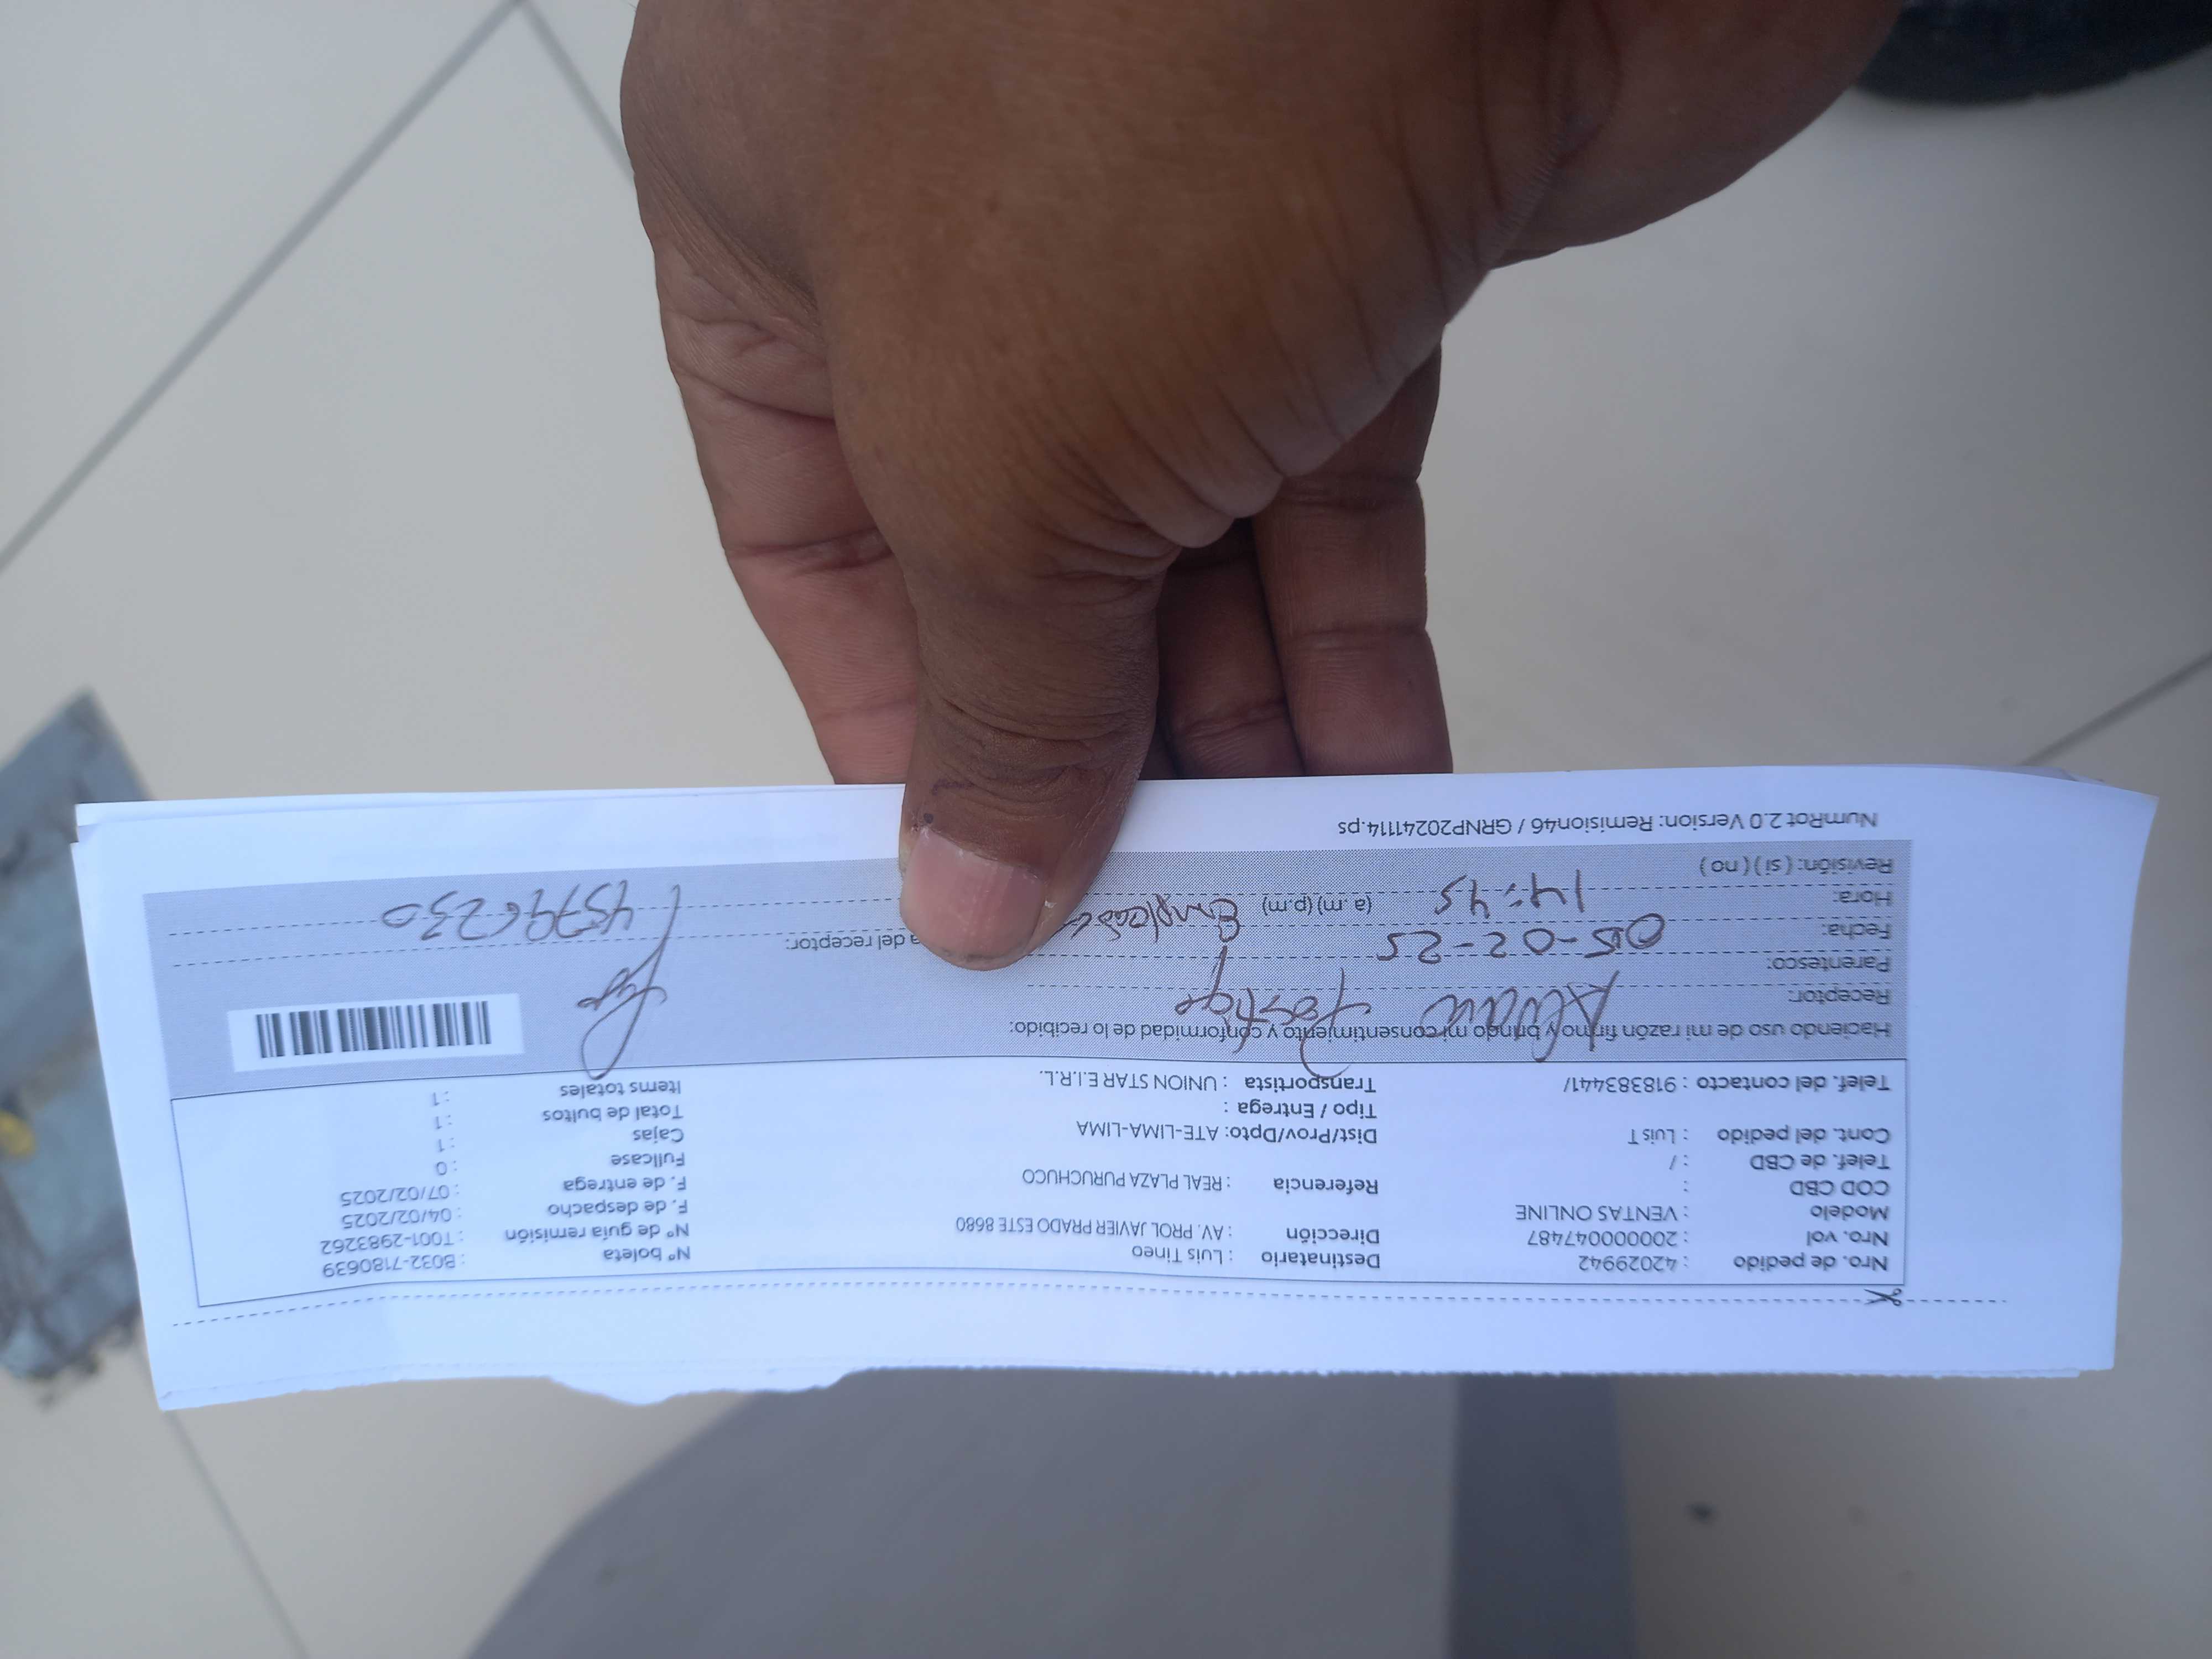 Nro. de pedido : 42029942 Destinatario : Luis Tineo Nº boleta : B032-7180639
Nro. vol : 200000047487 Dirección : AV. PROL JAVIER PRADO ESTE 8680 Nº de guía remisión : T001-2983262
Modelo : VENTAS ONLINE F. de despacho : 04/02/2025
COD CBD : Referencia : REAL PLAZA PURUCHUCO F. de entrega : 07/02/2025
Telef. de CBD : / Fullcase : 0
Cont. del pedido : Luis T Dist/Prov/Dpto: ATE-LIMA-LIMA Cajas : 1
Tipo / Entrega : Total de bultos : 1
Telef. del contacto : 918383441/ Transportista : UNION STAR E.I.R.L. Items totales : 1
Haciendo uso de mi razón firmo y brindo mi consentimiento y conformidad de lo recibido:
Receptor:
Parentesco:
Fecha: 05-02-25 del receptor:
Hora: 14:45 (a.m)(p.m) 45796230
Revisión: ( si ) ( no )
NumRot 2.0 Version: Remision46 / GRNP20241114.ps